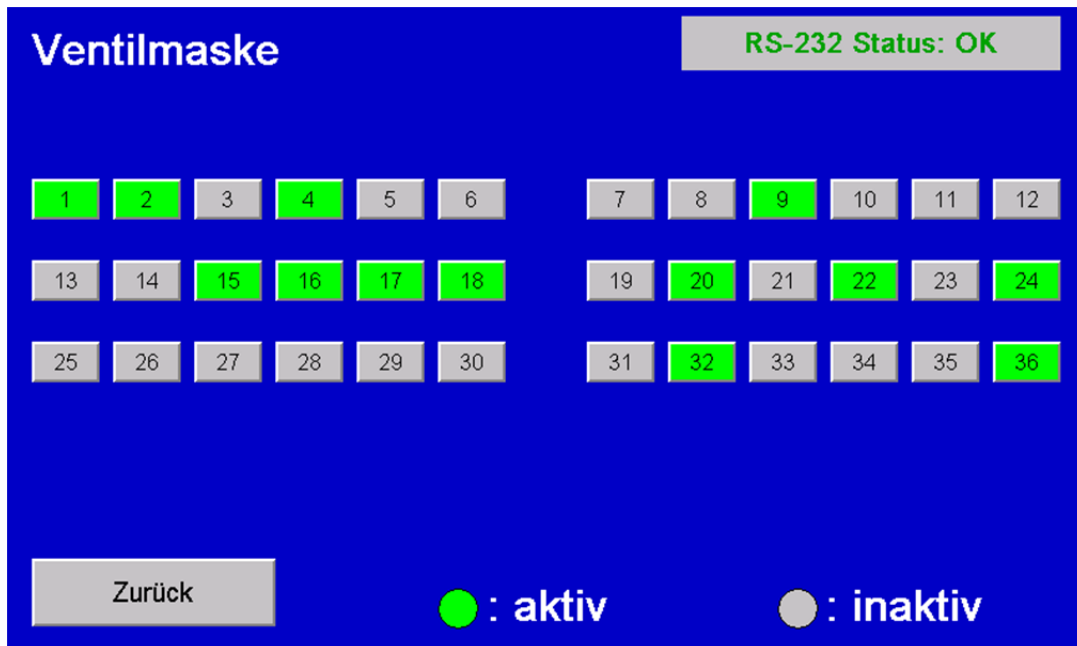 Ventilmaske
RS-232 Status: OK
1 2 3 4 5 6 7 8 9 10 11 12
13 14 15 16 17 18 19 20 21 22 23 24
25 26 27 28 29 30 31 32 33 34 35 36
Zurück
: aktiv
: inaktiv